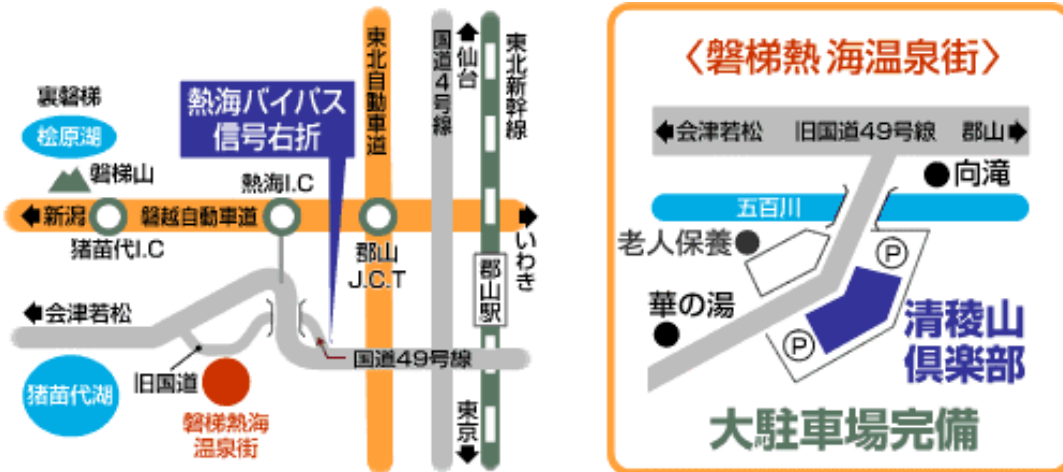 裏磐梯
桧原湖
磐梯山
熱海バイパス
信号右折
東北自動車道
国道4号線
仙台
東北新幹線
熱海I.C
新潟
磐越自動車道
猪苗代I.C
郡山
J.C.T
いわき
郡山駅
会津若松
国道49号線
旧国道
猪苗代湖
磐梯熱海
温泉街
東京
〈磐梯熱海温泉街〉
会津若松 旧国道49号線 郡山
向滝
五百川
老人保養
P
華の湯
P
清稜山
倶楽部
大駐車場完備